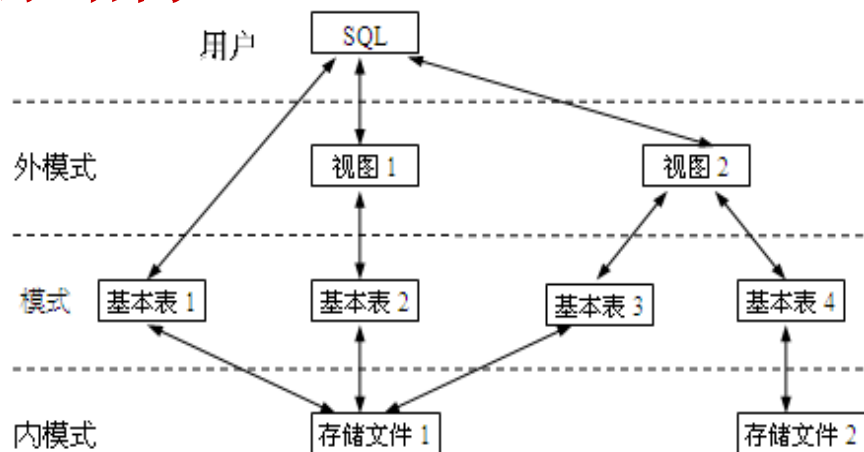 用户
SQL
外模式
视图 1
视图 2
模式
基本表 1
基本表 2
基本表 3
基本表 4
内模式
存储文件 1
存储文件 2